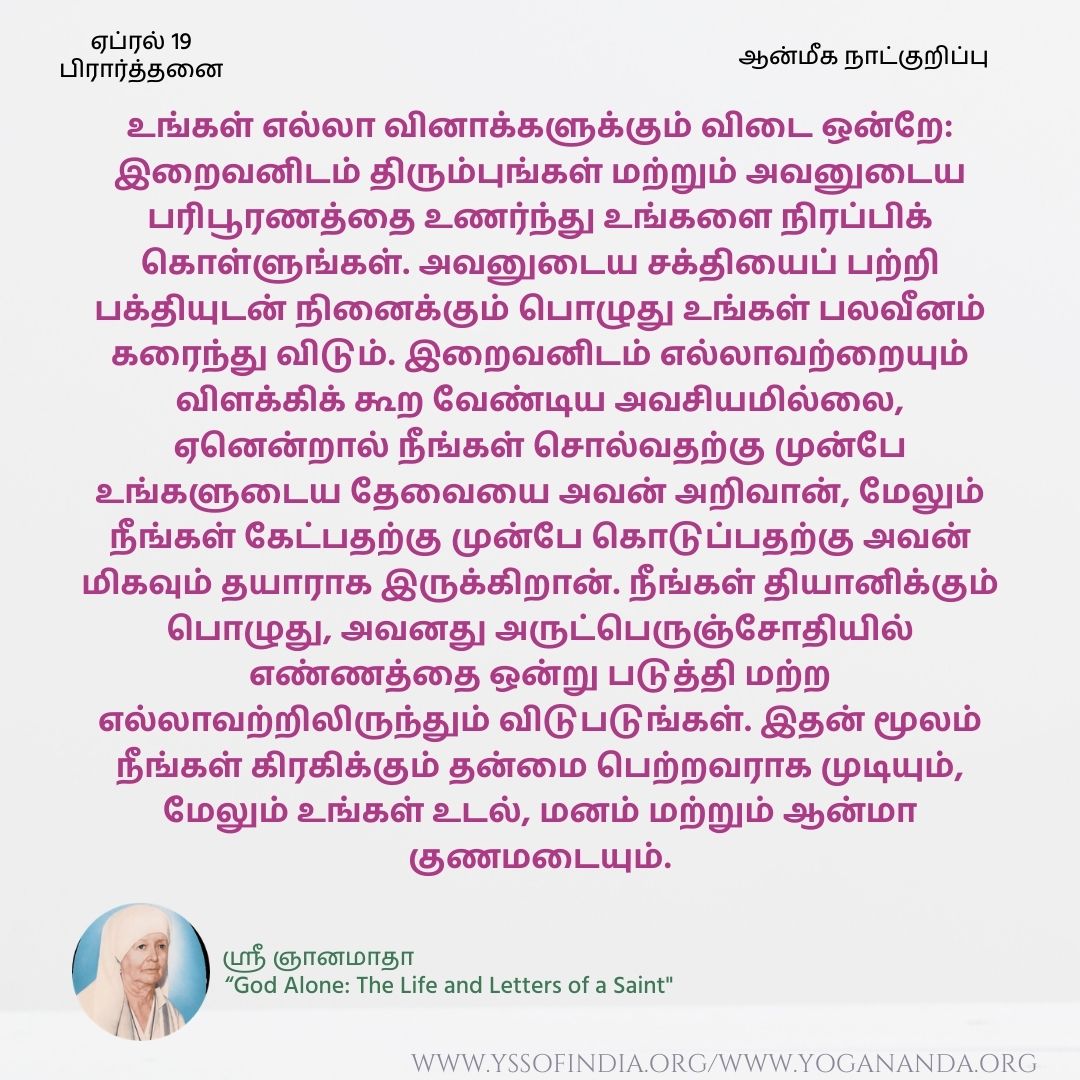 ஏப்ரல் 19
பிரார்த்தனை
ஆன்மீக நாட்குறிப்பு
உங்கள் எல்லா வினாக்களுக்கும் விடை ஒன்றே:
இறைவனிடம் திரும்புங்கள் மற்றும் அவனுடைய
பரிபூரணத்தை உணர்ந்து உங்களை நிரப்பிக்
கொள்ளுங்கள். அவனுடைய சக்தியைப் பற்றி
பக்தியுடன் நினைக்கும் பொழுது உங்கள் பலவீனம்
கரைந்து விடும். இறைவனிடம் எல்லாவற்றையும்
விளக்கிக் கூற வேண்டிய அவசியமில்லை,
ஏனென்றால் நீங்கள் சொல்வதற்கு முன்பே
உங்களுடைய தேவையை அவன் அறிவான், மேலும்
நீங்கள் கேட்பதற்கு முன்பே கொடுப்பதற்கு அவன்
மிகவும் தயாராக இருக்கிறான். நீங்கள் தியானிக்கும்
பொழுது, அவனது அருட்பெருஞ்சோதியில்
எண்ணத்தை ஒன்று படுத்தி மற்ற
எல்லாவற்றிலிருந்தும் விடுபடுங்கள். இதன் மூலம்
நீங்கள் கிரகிக்கும் தன்மை பெற்றவராக முடியும்,
மேலும் உங்கள் உடல், மனம் மற்றும் ஆன்மா
குணமடையும்.
ஸ்ரீ ஞானமாதா
“God Alone: The Life and Letters of a Saint"
WWW.YSSOFINDIA.ORG/WWW.YOGANANDA.ORG